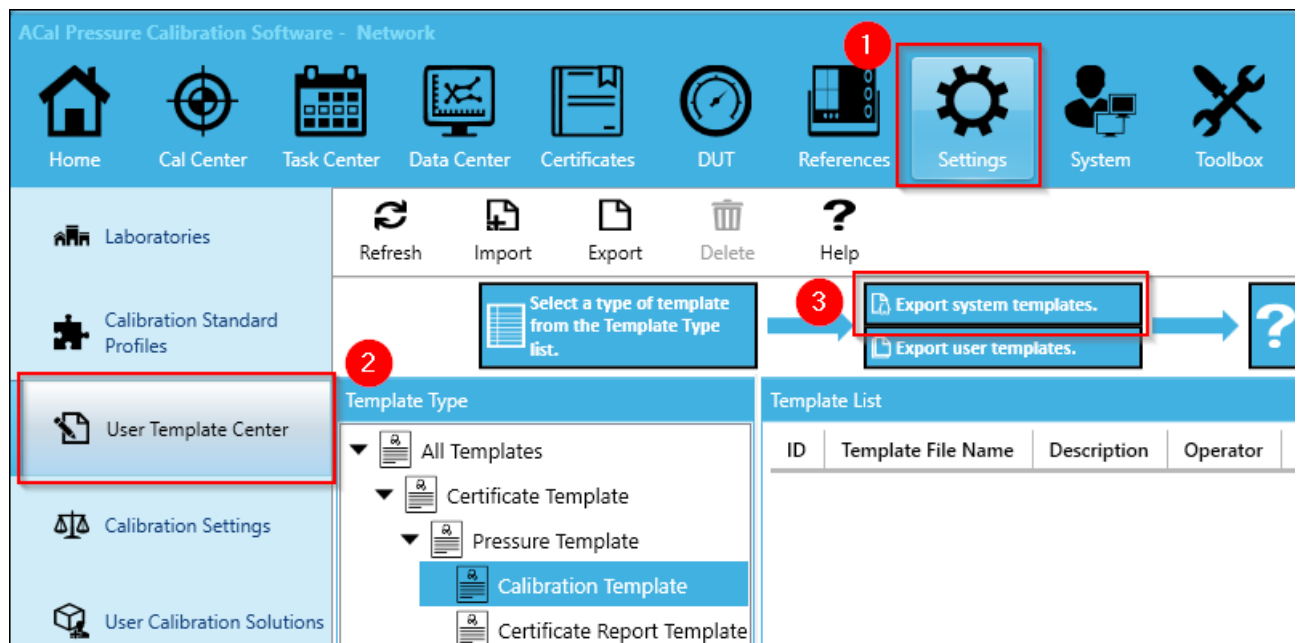 ACal Pressure Calibration Software - Network
1
Home
Cal Center
Task Center
Data Center
Certificates
DUT
References
Settings
System
Toolbox
Laboratories
Calibration Standard
Profiles
User Template Center
Calibration Settings
User Calibration Solutions
Refresh
Import
Export
Delete
Help
Select a type of template
from the Template Type
list.
3
Export system templates.
Export user templates.
2
Template Type
All Templates
Certificate Template
Pressure Template
Calibration Template
Certificate Report Template
Template List
ID
Template File Name
Description
Operator